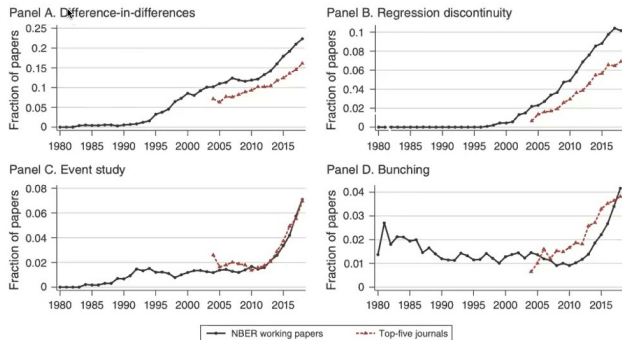 Panel A. Difference-in-differences
Fraction of papers
0.25
0.20
0.15
0.10
0.05
0
1980 1985 1990 1995 2000 2005 2010 2015
Panel B. Regression discontinuity
Fraction of papers
0.1
0.08
0.06
0.04
0.02
0
1980 1985 1990 1995 2000 2005 2010 2015
Panel C. Event study
Fraction of papers
0.08
0.06
0.04
0.02
0
1980 1985 1990 1995 2000 2005 2010 2015
Panel D. Bunching
Fraction of papers
0.04
0.03
0.02
0.01
0
1980 1985 1990 1995 2000 2005 2010 2015
NBER working papers Top-five journals